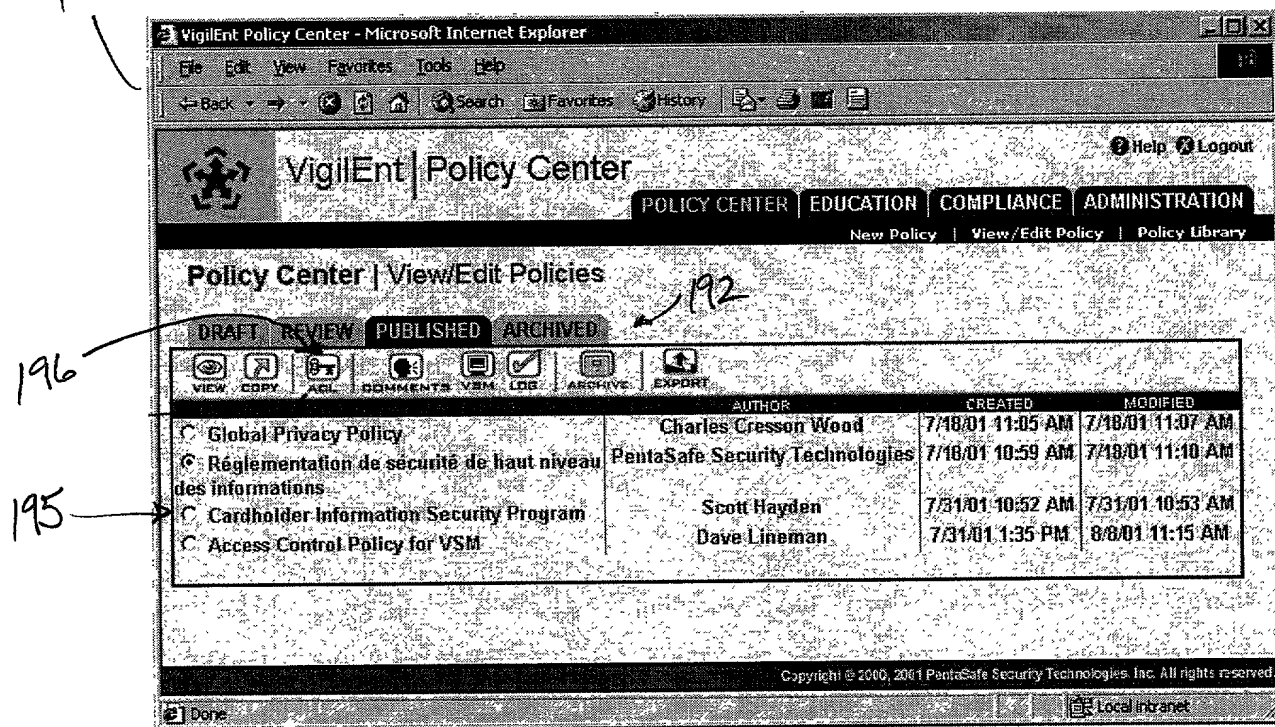 VigilEnt Policy Center - Microsoft Internet Explorer
File Edit View Favorites Tools Help
Back Search Favorites History
Help Logout
VigilEnt | Policy Center
POLICY CENTER EDUCATION COMPLIANCE ADMINISTRATION
New Policy | View/Edit Policy | Policy Library
Policy Center | View/Edit Policies
192
DRAFT REVIEW PUBLISHED ARCHIVED
196
VIEW COPY ACL COMMENTS VSM LOG ARCHIVE EXPORT
AUTHOR CREATED MODIFIED
Global Privacy Policy Charles Cresson Wood 7/18/01 11:05 AM 7/18/01 11:07 AM
Réglementation de sécurité de haut niveau PentaSafe Security Technologies 7/18/01 10:59 AM 7/18/01 11:10 AM
des informations
195
Cardholder Information Security Program Scott Hayden 7/31/01 10:52 AM 7/31/01 10:53 AM
Access Control Policy for VSM Dave Lineman 7/31/01 1:35 PM 8/8/01 11:15 AM
Copyright © 2000, 2001 PentaSafe Security Technologies. Inc. All rights reserved.
Done Local intranet